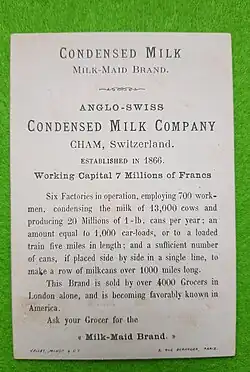 Condensed Milk
Milk-Maid Brand.
ANGLO-SWISS
Condensed Milk Company
CHAM, Switzerland.
ESTABLISHED IN 1866.
Working Capital 7 Millions of Francs
Six Factories in operation, employing 700 work-
men, condensing the milk of 13,000 cows and
producing 20 Millions of 1-lb. cans per year; an
amount equal to 1,000 car-loads, or to a loaded
train five miles in length; and a sufficient number
of cans, if placed side by side in a single line, to
make a row of milkcans over 1000 miles long.
This Brand is sold by over 4000 Grocers in
London alone, and is becoming favorably known in
America.
Ask your Grocer for the
« Milk-Maid Brand. »
PARIS.